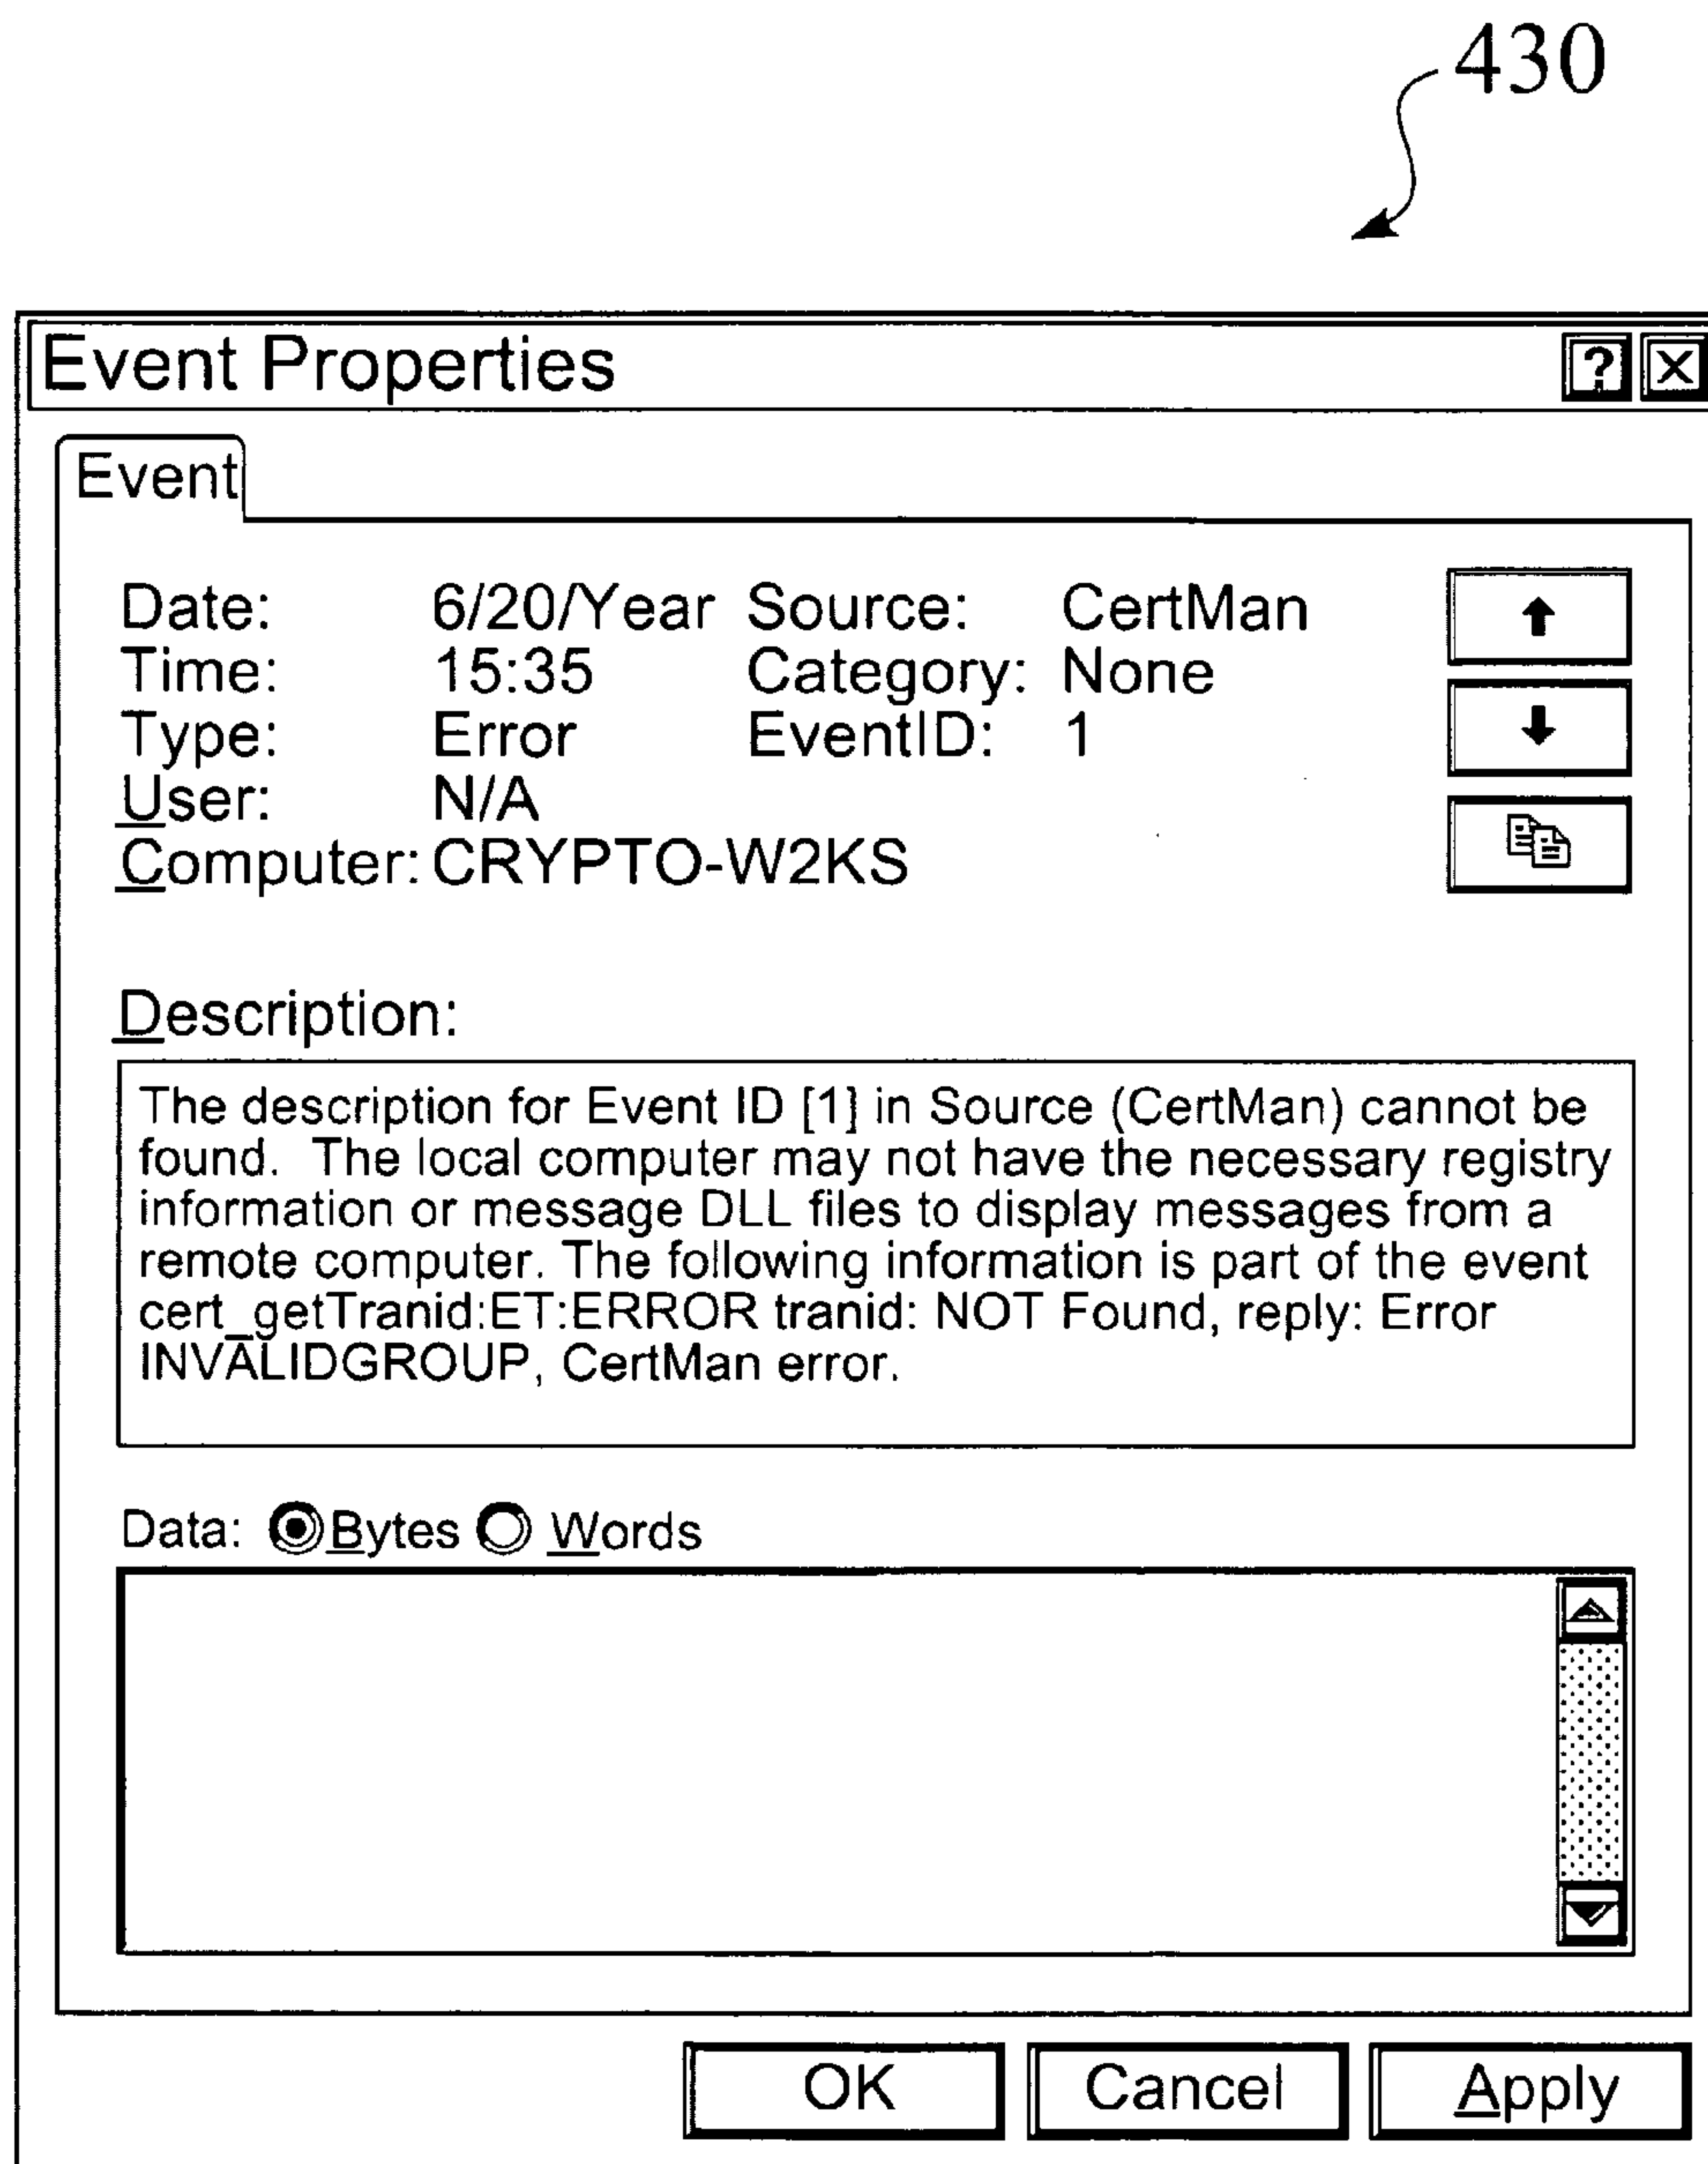 430
Event Properties
?
X
Event
Date: 6/20/Year Source: CertMan
Time: 15:35 Category: None
Type: Error EventID: 1
User: N/A
Computer: CRYPTO-W2KS
Description:
The description for Event ID [1] in Source (CertMan) cannot be
found. The local computer may not have the necessary registry
information or message DLL files to display messages from a
remote computer. The following information is part of the event
cert_getTranid:ET:ERROR tranid: NOT Found, reply: Error
INVALIDGROUP, CertMan error.
Data: Bytes Words
OK Cancel Apply